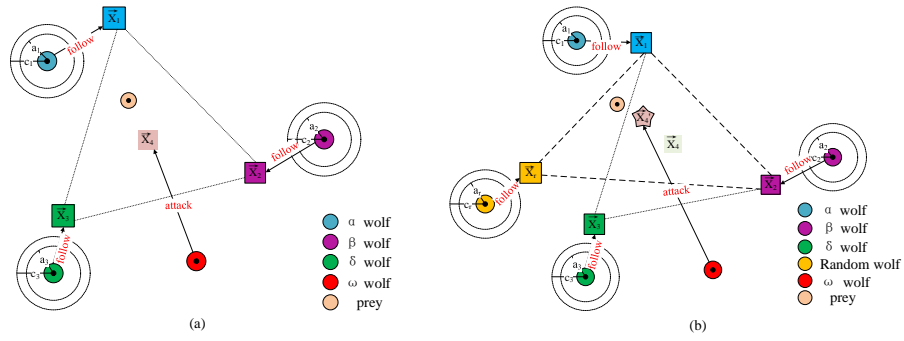 X⃗₁
a₁
c₁
follow
a₂
c₂
follow
X⃗₄
X⃗₂
attack
X⃗₃
follow
a₃
c₃
α wolf
β wolf
δ wolf
ω wolf
prey
(a)
a₁
c₁
follow
X⃗₁
X⃗₄
X⃗₄
a₂
c₂
follow
X⃗₂
X⃗ᵣ
aᵣ
cᵣ
follow
attack
X⃗₃
follow
a₃
c₃
α wolf
β wolf
δ wolf
Random wolf
ω wolf
prey
(b)